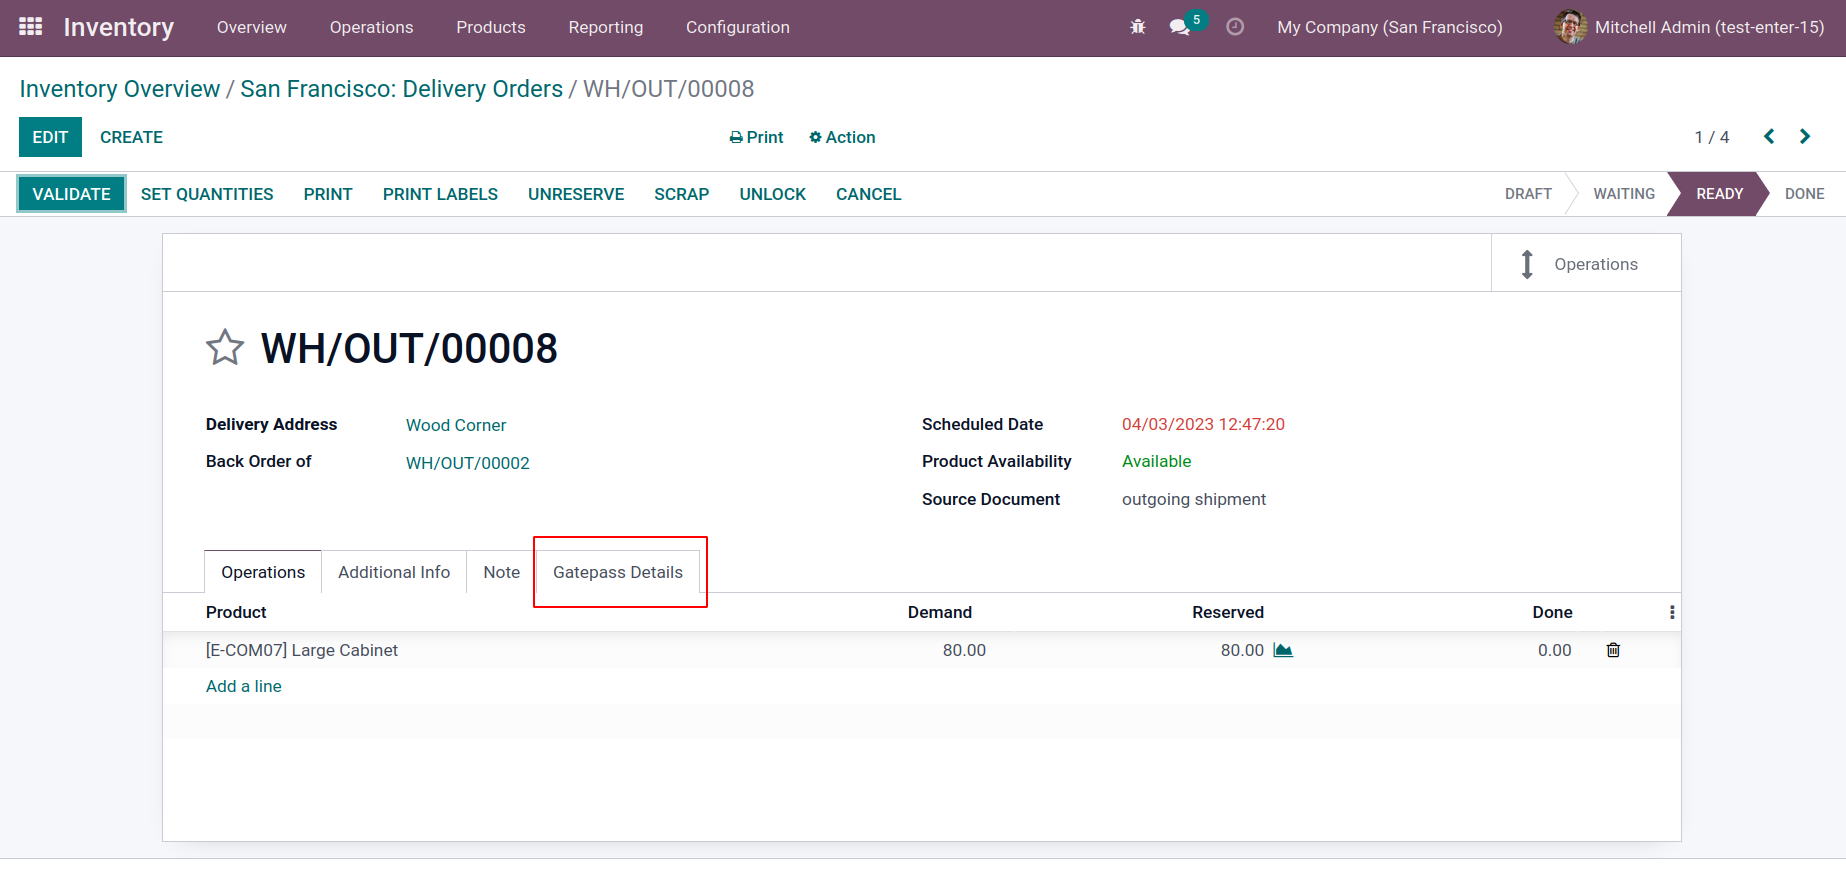 Inventory Overview Operations Products Reporting Configuration 5 My Company (San Francisco) Mitchell Admin (test-enter-15)
Inventory Overview / San Francisco: Delivery Orders / WH/OUT/00008
EDIT CREATE Print Action 1 / 4
VALIDATE SET QUANTITIES PRINT PRINT LABELS UNRESERVE SCRAP UNLOCK CANCEL DRAFT WAITING READY DONE
Operations
WH/OUT/00008
Delivery Address Wood Corner Scheduled Date 04/03/2023 12:47:20
Back Order of WH/OUT/00002 Product Availability Available
Source Document outgoing shipment
Operations Additional Info Note Gatepass Details
Product Demand Reserved Done
[E-COM07] Large Cabinet 80.00 80.00 0.00
Add a line